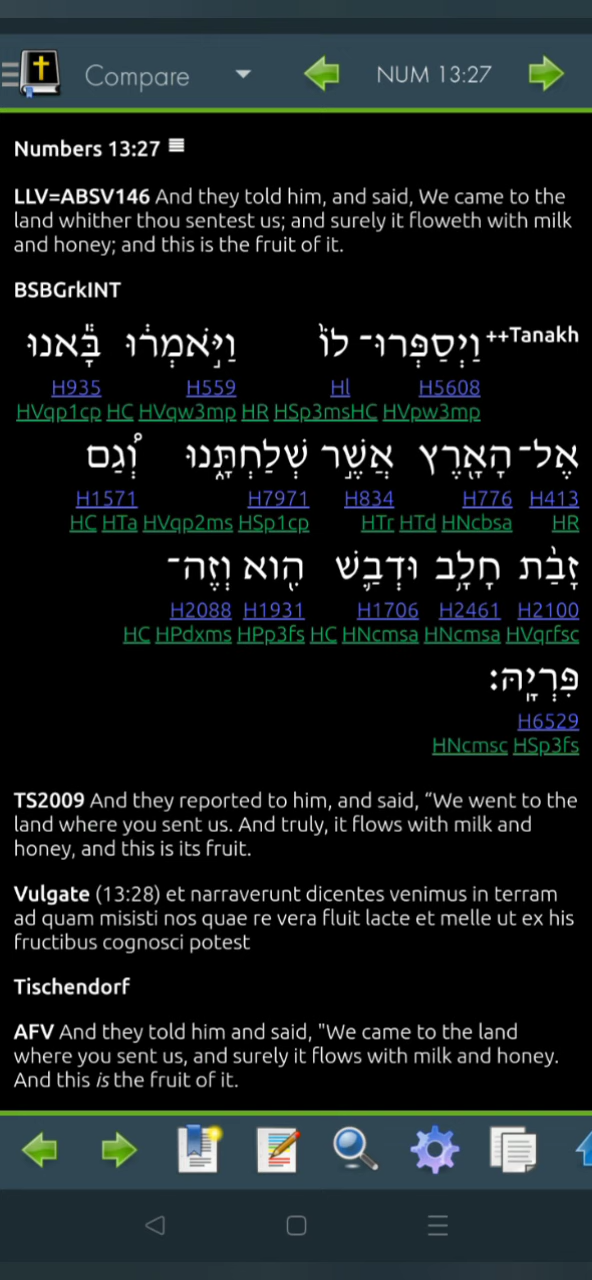 Compare
NUM 13:27
Numbers 13:27
LLV=ABSV146 And they told him, and said, We came to the
land whither thou sentest us; and surely it floweth with milk
and honey; and this is the fruit of it.
BSBGrkINT
++Tanakh וַיְסַפְּרוּ־ לוֹ֙ וַיֹּ֣אמְר֔וּ בָּ֕אנוּ
H935 H559 Hl H5608
HVqp1cp HC HVqw3mp HR HSp3msHC HVpw3mp
אֶל־ הָאָ֖רֶץ אֲשֶׁ֣ר שְׁלַחְתָּ֑נוּ וְ֠גַם
H1571 H7971 H834 H776 H413
HC HTa HVqp2ms HSp1cp HTr HTd HNcbsa HR
זָבַ֨ת חָלָ֥ב וּדְבַ֛שׁ הִ֖וא וְזֶה־
H2088 H1931 H1706 H2461 H2100
HC HPdxms HPp3fs HC HNcmsa HNcmsa HVqrfsc
פִּרְיָֽהּ׃
H6529
HNcmsc HSp3fs
TS2009 And they reported to him, and said, “We went to the
land where you sent us. And truly, it flows with milk and
honey, and this is its fruit.
Vulgate (13:28) et narraverunt dicentes venimus in terram
ad quam misisti nos quae re vera fluit lacte et melle ut ex his
fructibus cognosci potest
Tischendorf
AFV And they told him and said, "We came to the land
where you sent us, and surely it flows with milk and honey.
And this is the fruit of it.